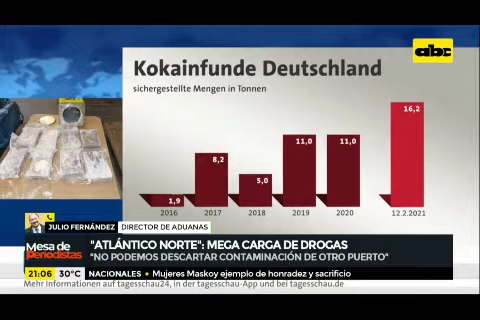 abc
Kokainfunde Deutschland
sichergestellte Mengen in Tonnen
16,2
11,0
11,0
8,2
5,0
1,9
2016
2017
2018
2019
2020
12.2.2021
JULIO FERNÁNDEZ
DIRECTOR DE ADUANAS
Mesa de
Periodistas
"ATLÁNTICO NORTE": MEGA CARGA DE DROGAS
"NO PODEMOS DESCARTAR CONTAMINACIÓN DE OTRO PUERTO"
21:06 30°C NACIONALES • Mujeres Maskoy ejemplo de honradez y sacrificio
Mehr Informationen auf tagesschau24, in der tagesschau-App und bei tagesschau.de